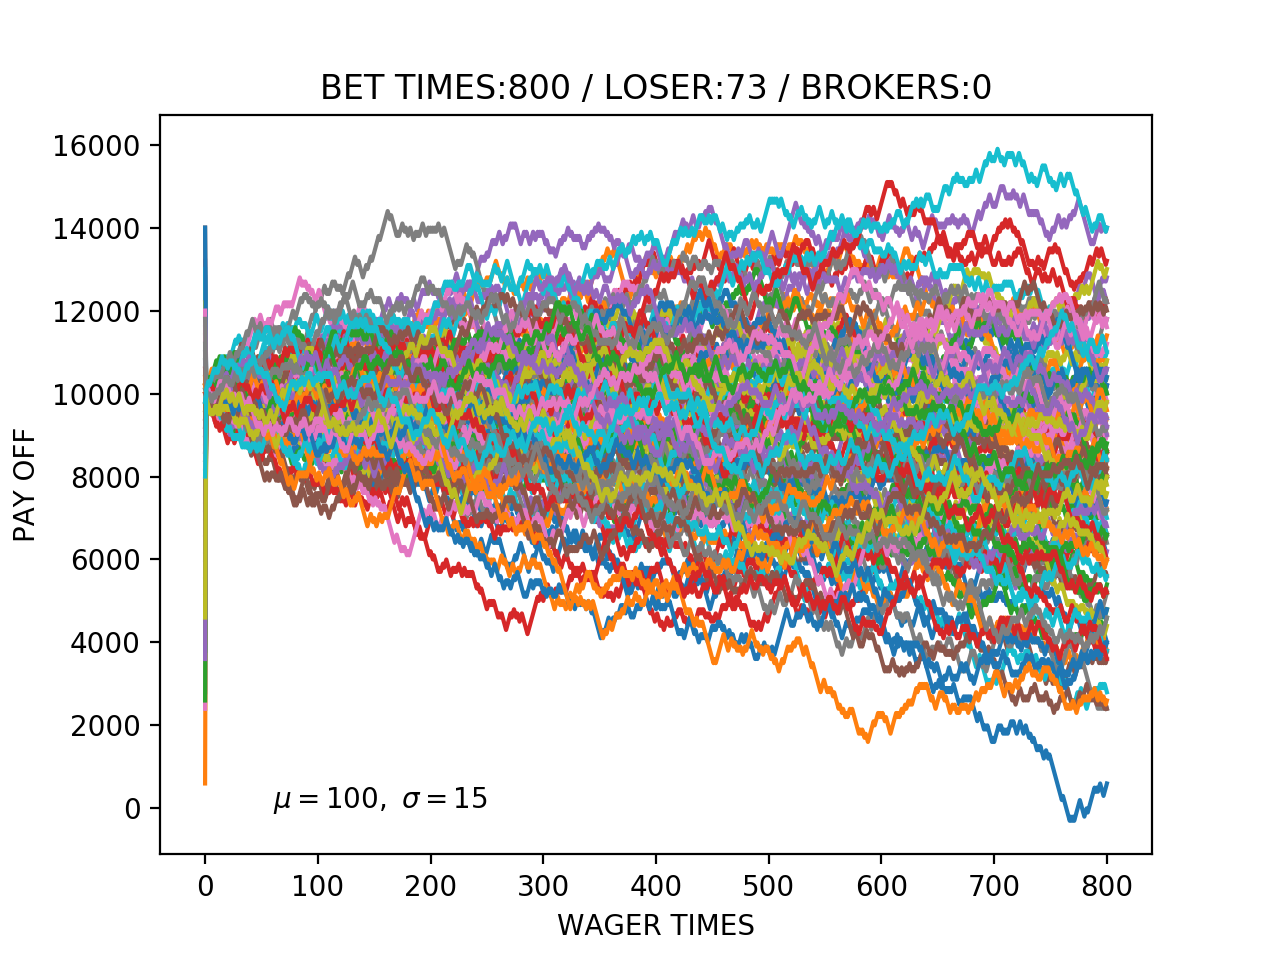 BET TIMES:800 / LOSER:73 / BROKERS:0
16000
14000
12000
10000
8000
6000
4000
2000
0
PAY OFF
μ = 100, σ = 15
0 100 200 300 400 500 600 700 800
WAGER TIMES